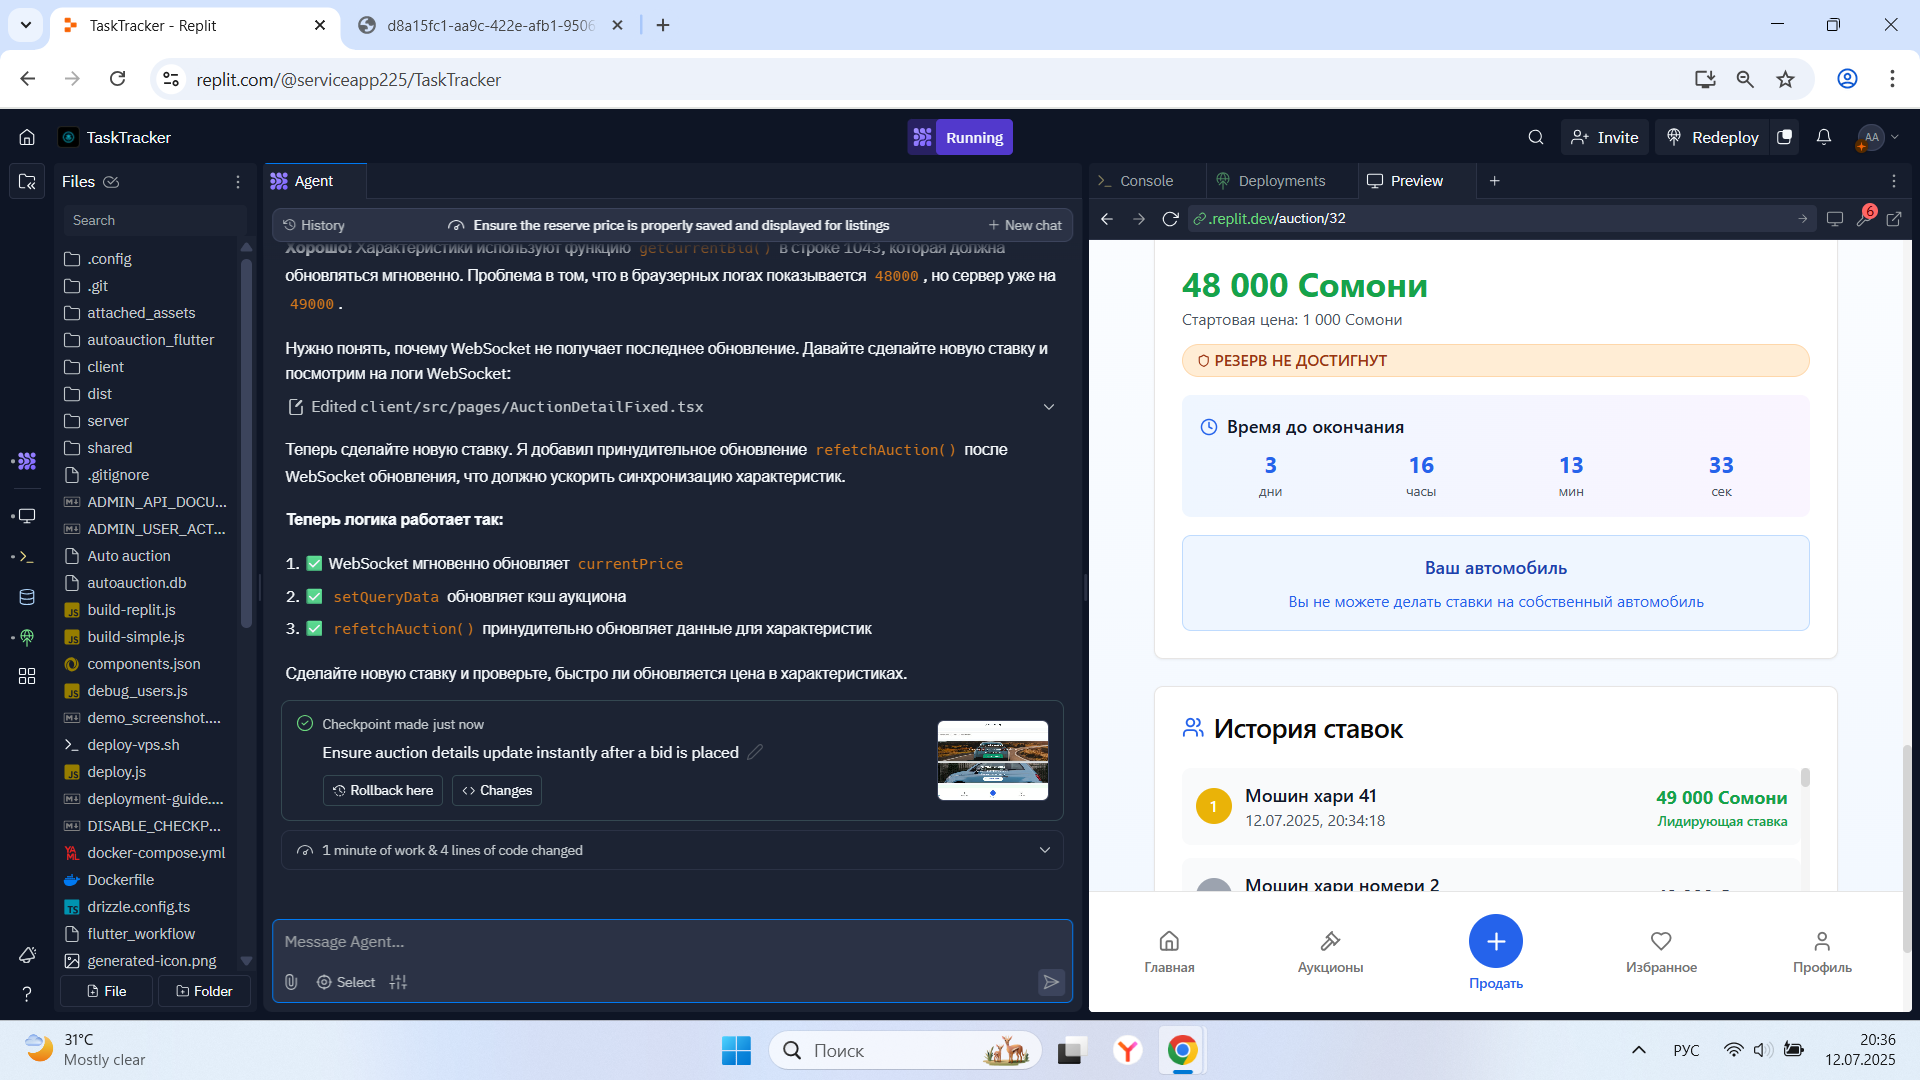 TaskTracker - Replit
d8a15fc1-aa9c-422e-afb1-9506
replit.com/@serviceapp225/TaskTracker
TaskTracker
Running
Invite
Redeploy
AA
Files
Agent
Console
Deployments
Preview
Search
History
Ensure the reserve price is properly saved and displayed for listings
New chat
.replit.dev/auction/32
6
.config
.git
attached_assets
autoauction_flutter
client
dist
server
shared
.gitignore
ADMIN_API_DOCU...
ADMIN_USER_ACT...
Auto auction
autoauction.db
build-replit.js
build-simple.js
components.json
debug_users.js
demo_screenshot....
deploy-vps.sh
deploy.js
deployment-guide....
DISABLE_CHECKP...
docker-compose.yml
Dockerfile
drizzle.config.ts
flutter_workflow
generated-icon.png
File
Folder
Хорошо! Характеристики используют функцию getCurrentBid() в строке 1043, которая должна
обновляться мгновенно. Проблема в том, что в браузерных логах показывается 48000 , но сервер уже на
49000 .
Нужно понять, почему WebSocket не получает последнее обновление. Давайте сделайте новую ставку и
посмотрим на логи WebSocket:
Edited client/src/pages/AuctionDetailFixed.tsx
Теперь сделайте новую ставку. Я добавил принудительное обновление refetchAuction() после
WebSocket обновления, что должно ускорить синхронизацию характеристик.
Теперь логика работает так:
1. ✅ WebSocket мгновенно обновляет currentPrice
2. ✅ setQueryData обновляет кэш аукциона
3. ✅ refetchAuction() принудительно обновляет данные для характеристик
Сделайте новую ставку и проверьте, быстро ли обновляется цена в характеристиках.
Checkpoint made just now
Ensure auction details update instantly after a bid is placed
Rollback here
Changes
1 minute of work & 4 lines of code changed
Message Agent...
Select
48 000 Сомони
Стартовая цена: 1 000 Сомони
РЕЗЕРВ НЕ ДОСТИГНУТ
Время до окончания
3 16 13 33
дни часы мин сек
Ваш автомобиль
Вы не можете делать ставки на собственный автомобиль
История ставок
1
Мошин хари 41
49 000 Сомони
12.07.2025, 20:34:18
Лидирующая ставка
Мошин хари номери 2
Главная
Аукционы
Продать
Избранное
Профиль
31°C
Mostly clear
Поиск
РУС
20:36
12.07.2025